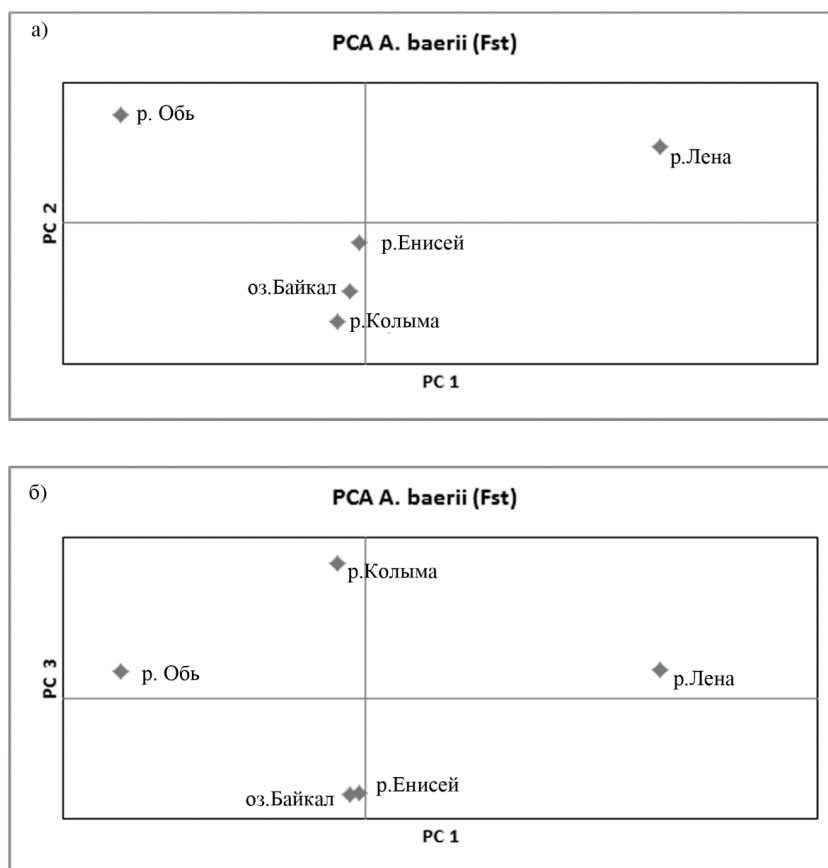 а)
PCA A. baerii (Fst)
р. Обь
р.Лена
PC 2
р.Енисей
оз.Байкал
р.Колыма
PC 1
б)
PCA A. baerii (Fst)
р.Колыма
р. Обь
р.Лена
PC 3
р.Енисей
оз.Байкал
PC 1